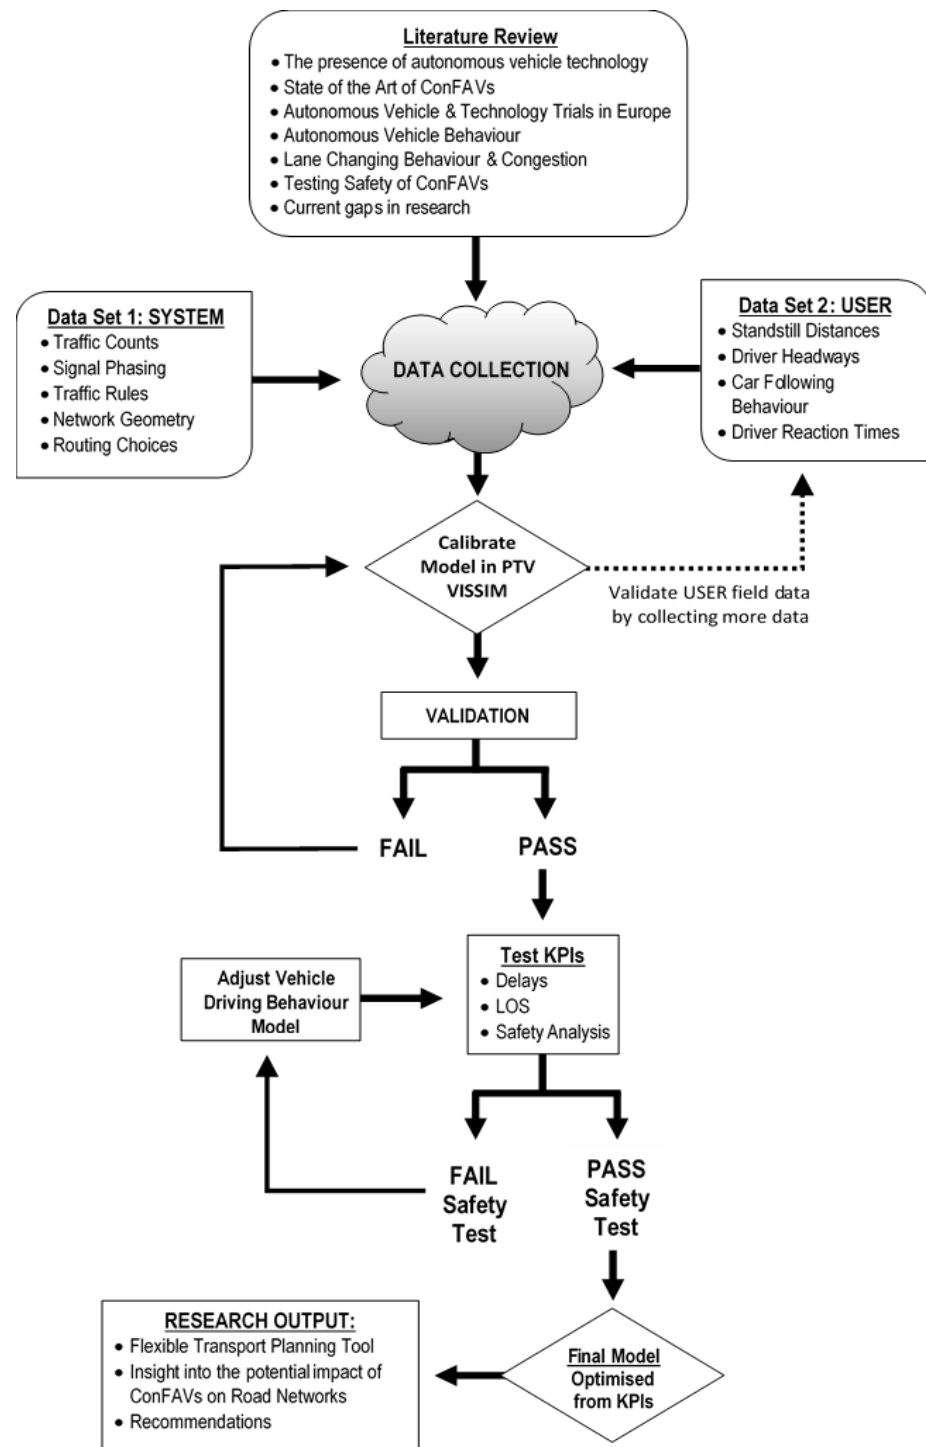 Literature Review
• The presence of autonomous vehicle technology
• State of the Art of ConFAVs
• Autonomous Vehicle & Technology Trials in Europe
• Autonomous Vehicle Behaviour
• Lane Changing Behaviour & Congestion
• Testing Safety of ConFAVs
• Current gaps in research
Data Set 1: SYSTEM
• Traffic Counts
• Signal Phasing
• Traffic Rules
• Network Geometry
• Routing Choices
DATA COLLECTION
Data Set 2: USER
• Standstill Distances
• Driver Headways
• Car Following
Behaviour
• Driver Reaction Times
Calibrate
Model in PTV
VISSIM
Validate USER field data
by collecting more data
VALIDATION
FAIL
PASS
Adjust Vehicle
Driving Behaviour
Model
Test KPIs
• Delays
• LOS
• Safety Analysis
FAIL
Safety
Test
PASS
Safety
Test
Final Model
Optimised
from KPIs
RESEARCH OUTPUT:
• Flexible Transport Planning Tool
• Insight into the potential impact of
ConFAVs on Road Networks
• Recommendations